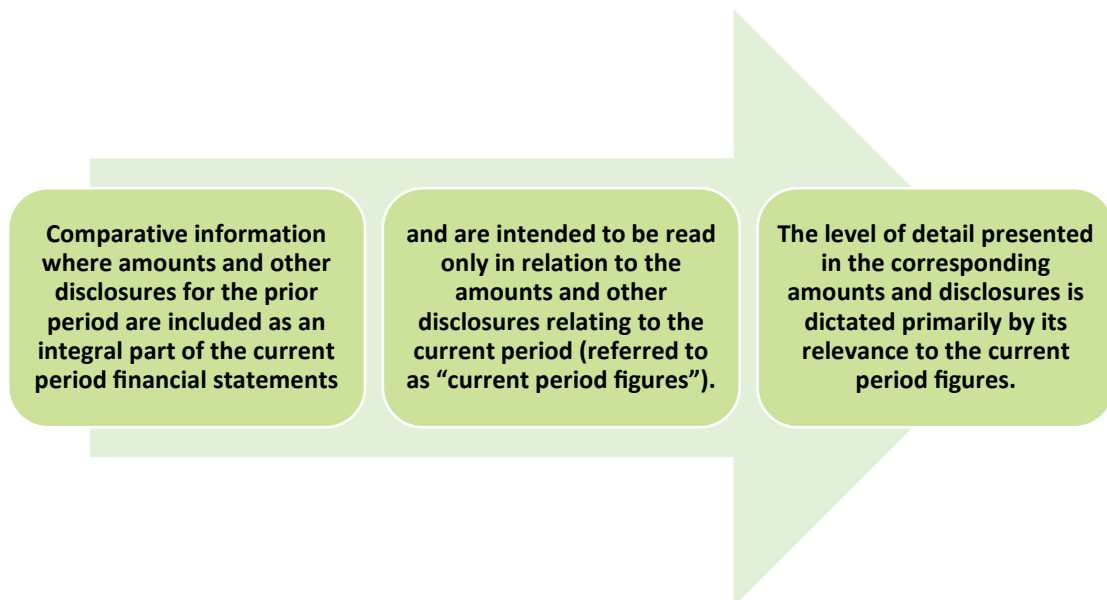 Comparative information
where amounts and other
disclosures for the prior
period are included as an
integral part of the current
period financial statements
and are intended to be read
only in relation to the
amounts and other
disclosures relating to the
current period (referred to
as “current period figures”).
The level of detail presented
in the corresponding
amounts and disclosures is
dictated primarily by its
relevance to the current
period figures.